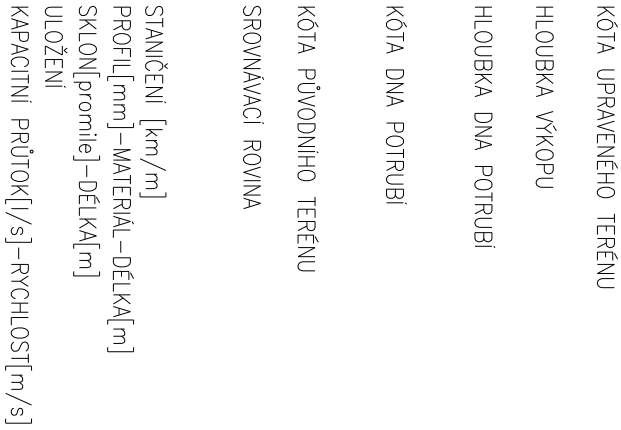 KÓTA UPRAVENÉHO TERÉNU
HLOUBKA VÝKOPU
HLOUBKA DNA POTRUBÍ
KÓTA DNA POTRUBÍ
KÓTA PŮVODNÍHO TERÉNU
SROVNÁVACÍ ROVINA
STANIČENÍ [km/m]
PROFIL[mm]-MATERIÁL-DÉLKA[m]
SKLON[promile]-DÉLKA[m]
ULOŽENÍ
KAPACITNÍ PRŮTOK[l/s]-RYCHLOST[m/s]